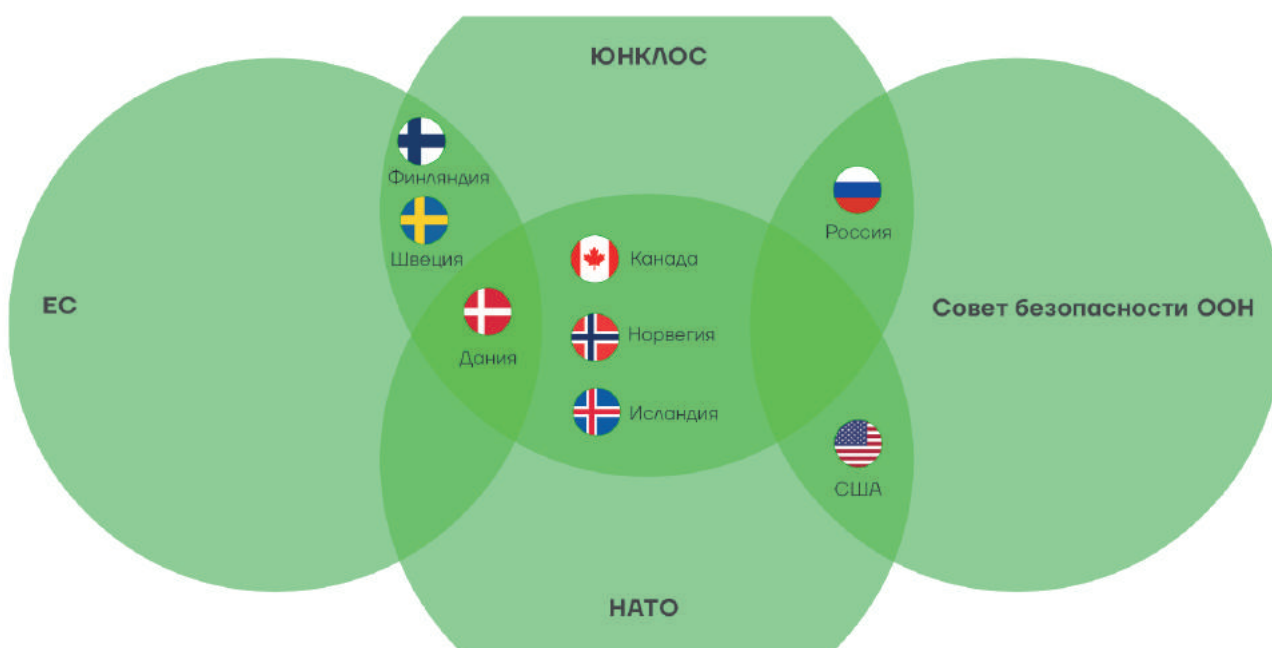 ЮНКЛОС
Финляндия
Швеция
Россия
Канада
ЕС
Совет безопасности ООН
Норвегия
Дания
Исландия
США
НАТО